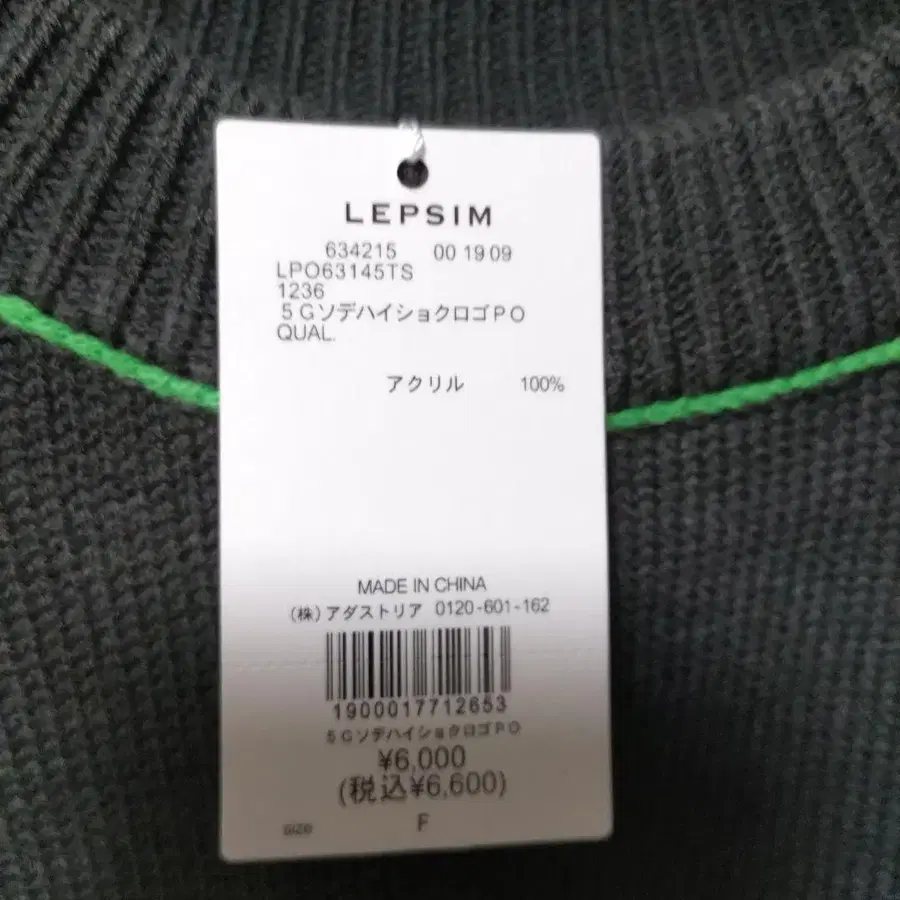 LEPSIM
634215 00 19 09
LPO63145TS
1236
5GソデハイショクロゴPO
QUAL.
アクリル 100%
MADE IN CHINA
(株)アダストリア 0120-601-162
1900017712653
5GソデハイショクロゴPO
¥6,000
(税込¥6,600)
size F